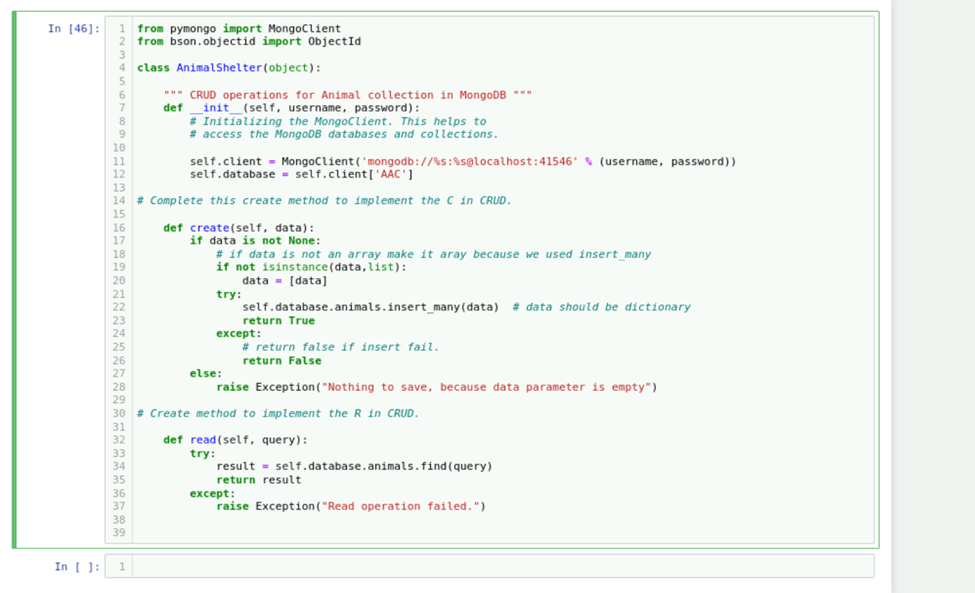 In [46]:
1 from pymongo import MongoClient
2 from bson.objectid import ObjectId
3
4 class AnimalShelter(object):
5
6     """ CRUD operations for Animal collection in MongoDB """
7     def __init__(self, username, password):
8         # Initializing the MongoClient. This helps to
9         # access the MongoDB databases and collections.
10
11         self.client = MongoClient('mongodb://%s:%s@localhost:41546' % (username, password))
12         self.database = self.client['AAC']
13
14 # Complete this create method to implement the C in CRUD.
15
16     def create(self, data):
17         if data is not None:
18             # if data is not an array make it aray because we used insert_many
19             if not isinstance(data,list):
20                 data = [data]
21             try:
22                 self.database.animals.insert_many(data)  # data should be dictionary
23                 return True
24             except:
25                 # return false if insert fail.
26                 return False
27         else:
28             raise Exception("Nothing to save, because data parameter is empty")
29
30 # Create method to implement the R in CRUD.
31
32     def read(self, query):
33         try:
34             result = self.database.animals.find(query)
35             return result
36         except:
37             raise Exception("Read operation failed.")
38
39
In [ ]:
1